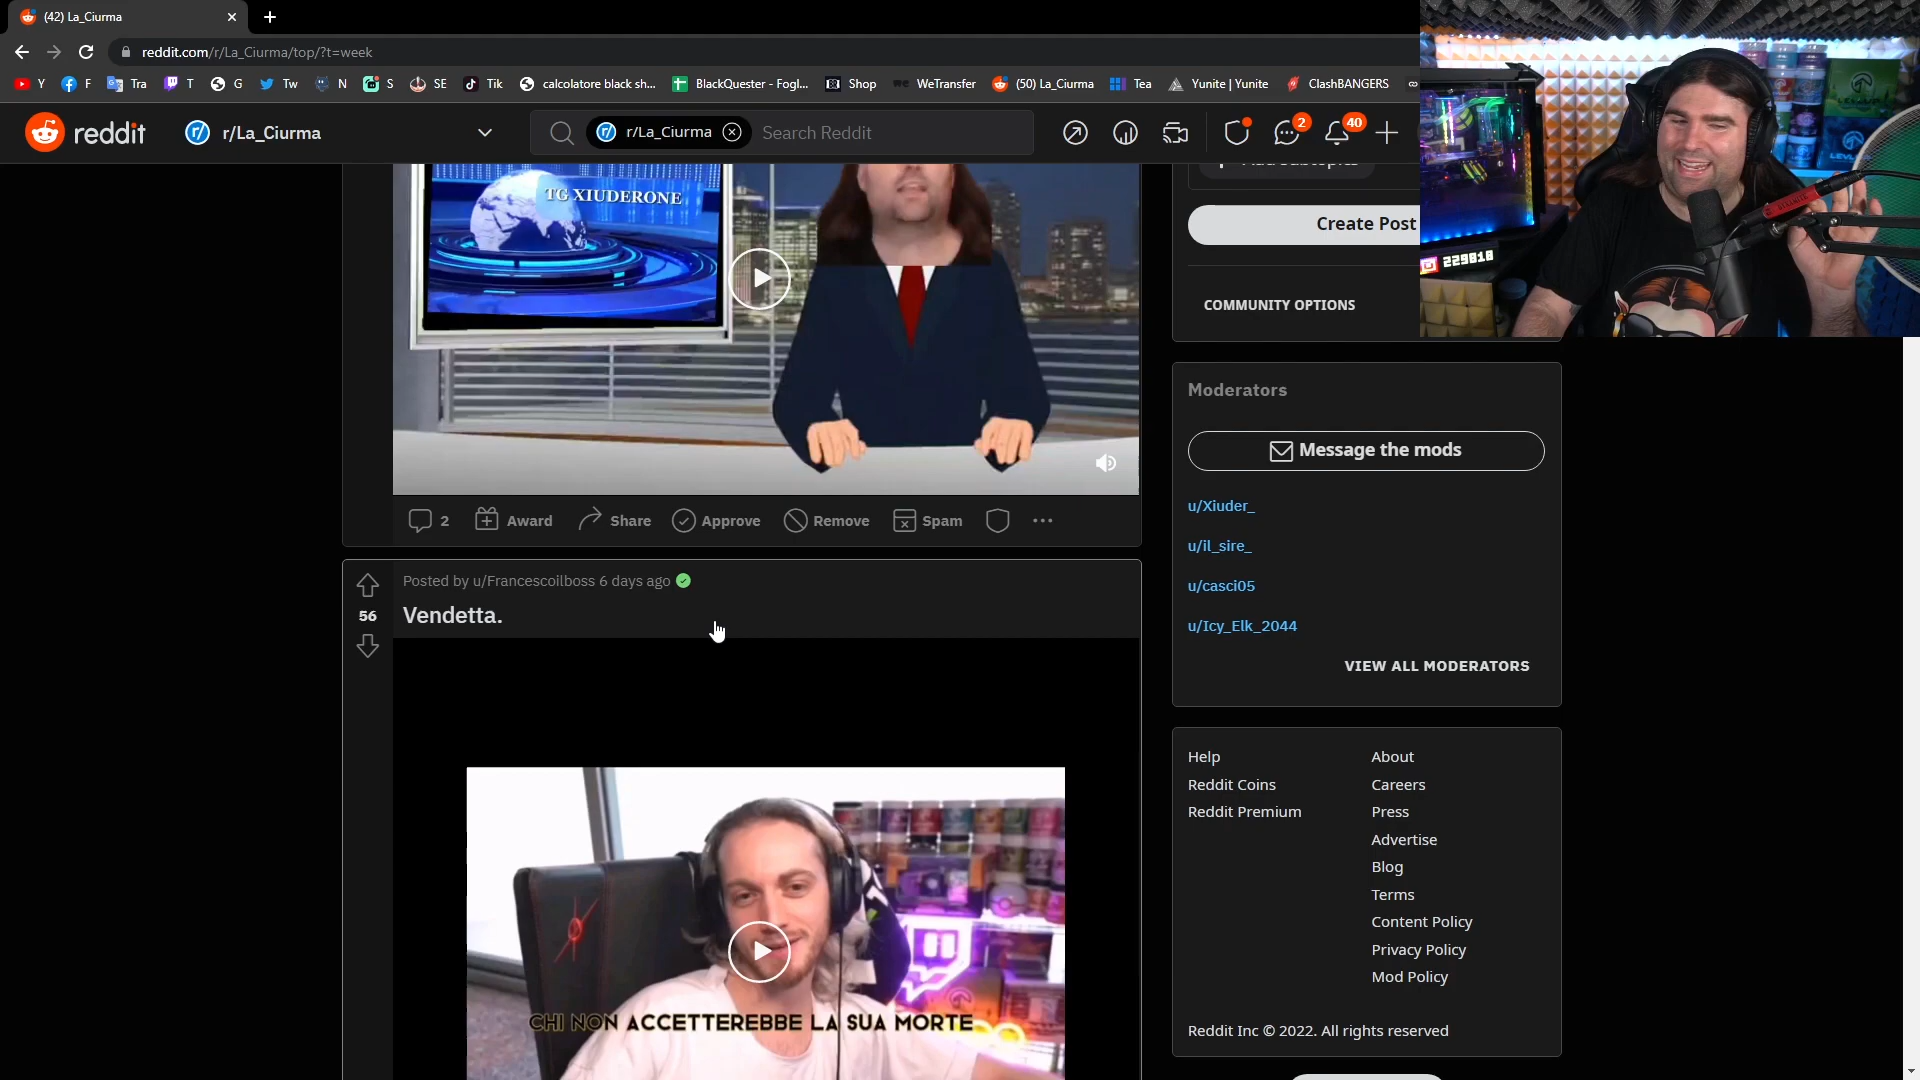 (42) La_Ciurma
reddit.com/r/La_Ciurma/top/?t=week
Y F Tra T G Tw N S SE Tik calcolatore black sh... BlackQuester - Fogl... Shop WeTransfer (50) La_Ciurma Tea Yunite | Yunite ClashBANGERS
reddit r/La_Ciurma r/La_Ciurma Search Reddit 2 40
TG XIUDERONE
Create Post
229818
COMMUNITY OPTIONS
Moderators
Message the mods
u/Xiuder_
u/il_sire_
u/casci05
u/Icy_Elk_2044
VIEW ALL MODERATORS
2 Award Share Approve Remove Spam
Posted by u/Francescoilboss 6 days ago
56
Vendetta.
CHI NON ACCETTEREBBE LA SUA MORTE
Help About
Reddit Coins Careers
Reddit Premium Press
Advertise
Blog
Terms
Content Policy
Privacy Policy
Mod Policy
Reddit Inc © 2022. All rights reserved